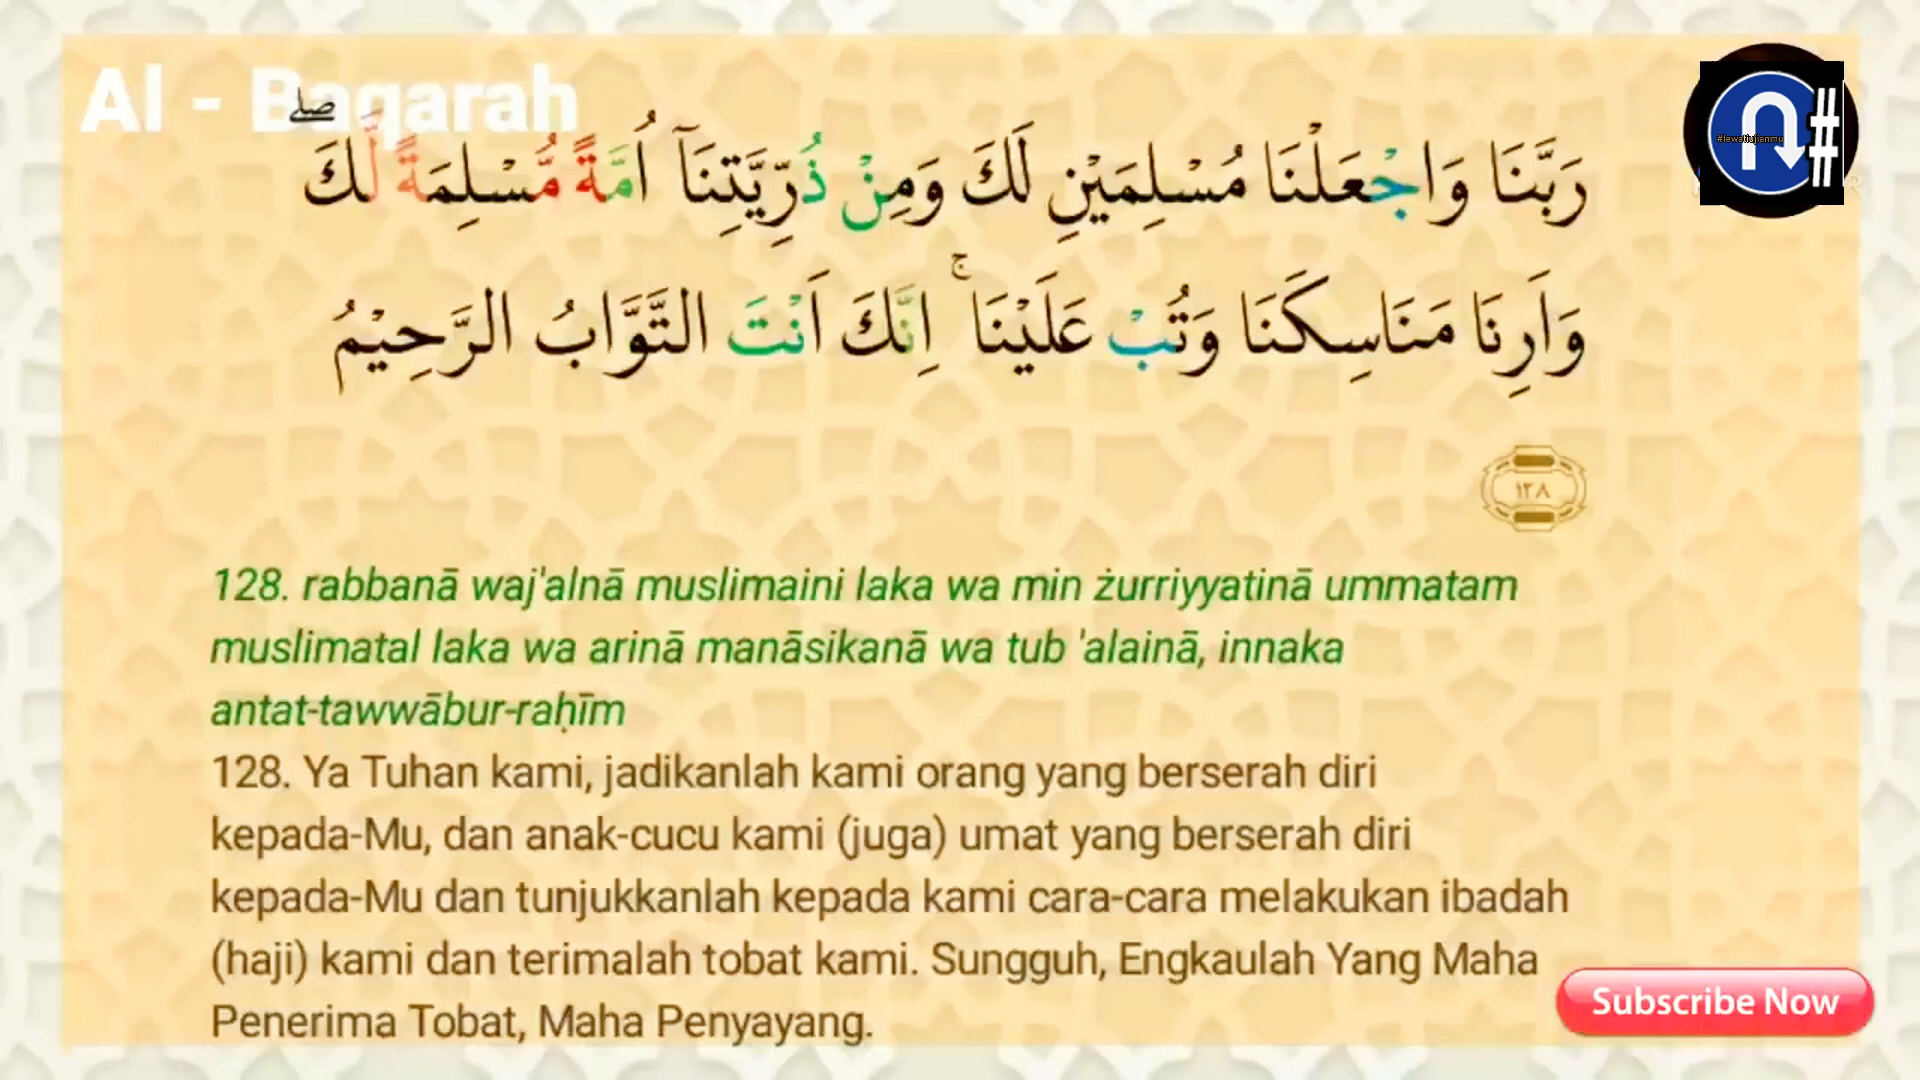 Al - Baqarah
#lewatiujianmu
#
رَبَّنَا وَاجْعَلْنَا مُسْلِمَيْنِ لَكَ وَمِنْ ذُرِّيَّتِنَآ اُمَّةً مُّسْلِمَةً لَّكَۖ
وَاَرِنَا مَنَاسِكَنَا وَتُبْ عَلَيْنَا ۚ اِنَّكَ اَنْتَ التَّوَّابُ الرَّحِيْمُ
١٢٨
128. rabbanā waj'alnā muslimaini laka wa min żurriyyatinā ummatam
muslimatal laka wa arinā manāsikanā wa tub 'alainā, innaka
antat-tawwābur-raḥīm
128. Ya Tuhan kami, jadikanlah kami orang yang berserah diri
kepada-Mu, dan anak-cucu kami (juga) umat yang berserah diri
kepada-Mu dan tunjukkanlah kepada kami cara-cara melakukan ibadah
(haji) kami dan terimalah tobat kami. Sungguh, Engkaulah Yang Maha
Penerima Tobat, Maha Penyayang.
Subscribe Now